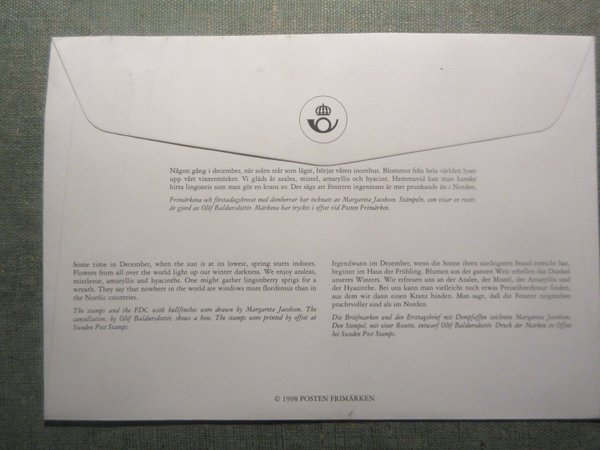 Någon gång i december, när solen står som lägst, börjar våren inomhus. Blommor från hela världen lyser
upp vårt vintermörker. Vi gläds åt azalea, mistel, amaryllis och hyacint. Hemmavid kan man kanske
hitta lingonris som man gör en krans av. Det sägs att fönstren ingenstans är mer prunkande än i Norden.
Frimärkena och förstadagsbrevet med domherrar har tecknats av Margareta Jacobson. Stämpeln, som visar en rosett,
är gjord av Olöf Baldursdottir. Märkena har tryckts i offset vid Posten Frimärken.
Some time in December, when the sun is at its lowest, spring starts indoors.
Flowers from all over the world light up our winter darkness. We enjoy azaleas,
mistletoe, amaryllis and hyacinths. One might gather lingonberry sprigs for a
wreath. They say that nowhere in the world are windows more floriferous than in
the Nordic countries.
The stamps and the FDC with bullfinches were drawn by Margareta Jacobson. The
cancellation, by Olöf Baldursdottir, shows a bow. The stamps were printed by offset at
Sweden Post Stamps.
Irgendwann im Dezember, wenn die Sonne ihren niedrigsten Stand erreicht hat,
beginnt im Haus der Frühling. Blumen aus der ganzen Welt erhellen das Dunkel
unseres Winters. Wir erfreuen uns an der Azalee, der Mistel, der Amaryllis und
der Hyazinthe. Bei uns kann man vielleicht noch etwas Preiselbeerkraut finden,
aus dem wir dann einen Kranz binden. Man sagt, daß die Fenster nirgendwo
prachtvoller sind als im Norden.
Die Briefmarken und den Ersttagsbrief mit Dompfaffen zeichnete Margareta Jacobson.
Den Stempel, mit einer Rosette, entwarf Olöf Baldursdottir. Druck der Marken in Offset
bei Sweden Post Stamps.
© 1998 POSTEN FRIMÄRKEN